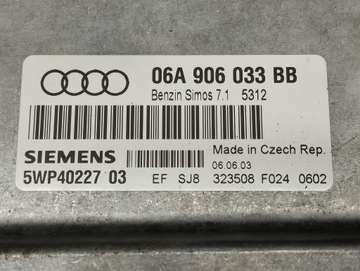 06A 906 033 BB
Benzin Simos 7.1 5312
SIEMENS
Made in Czech Rep.
06.06.03
5WP40227 03
EF SJ8 323508 F024 0602